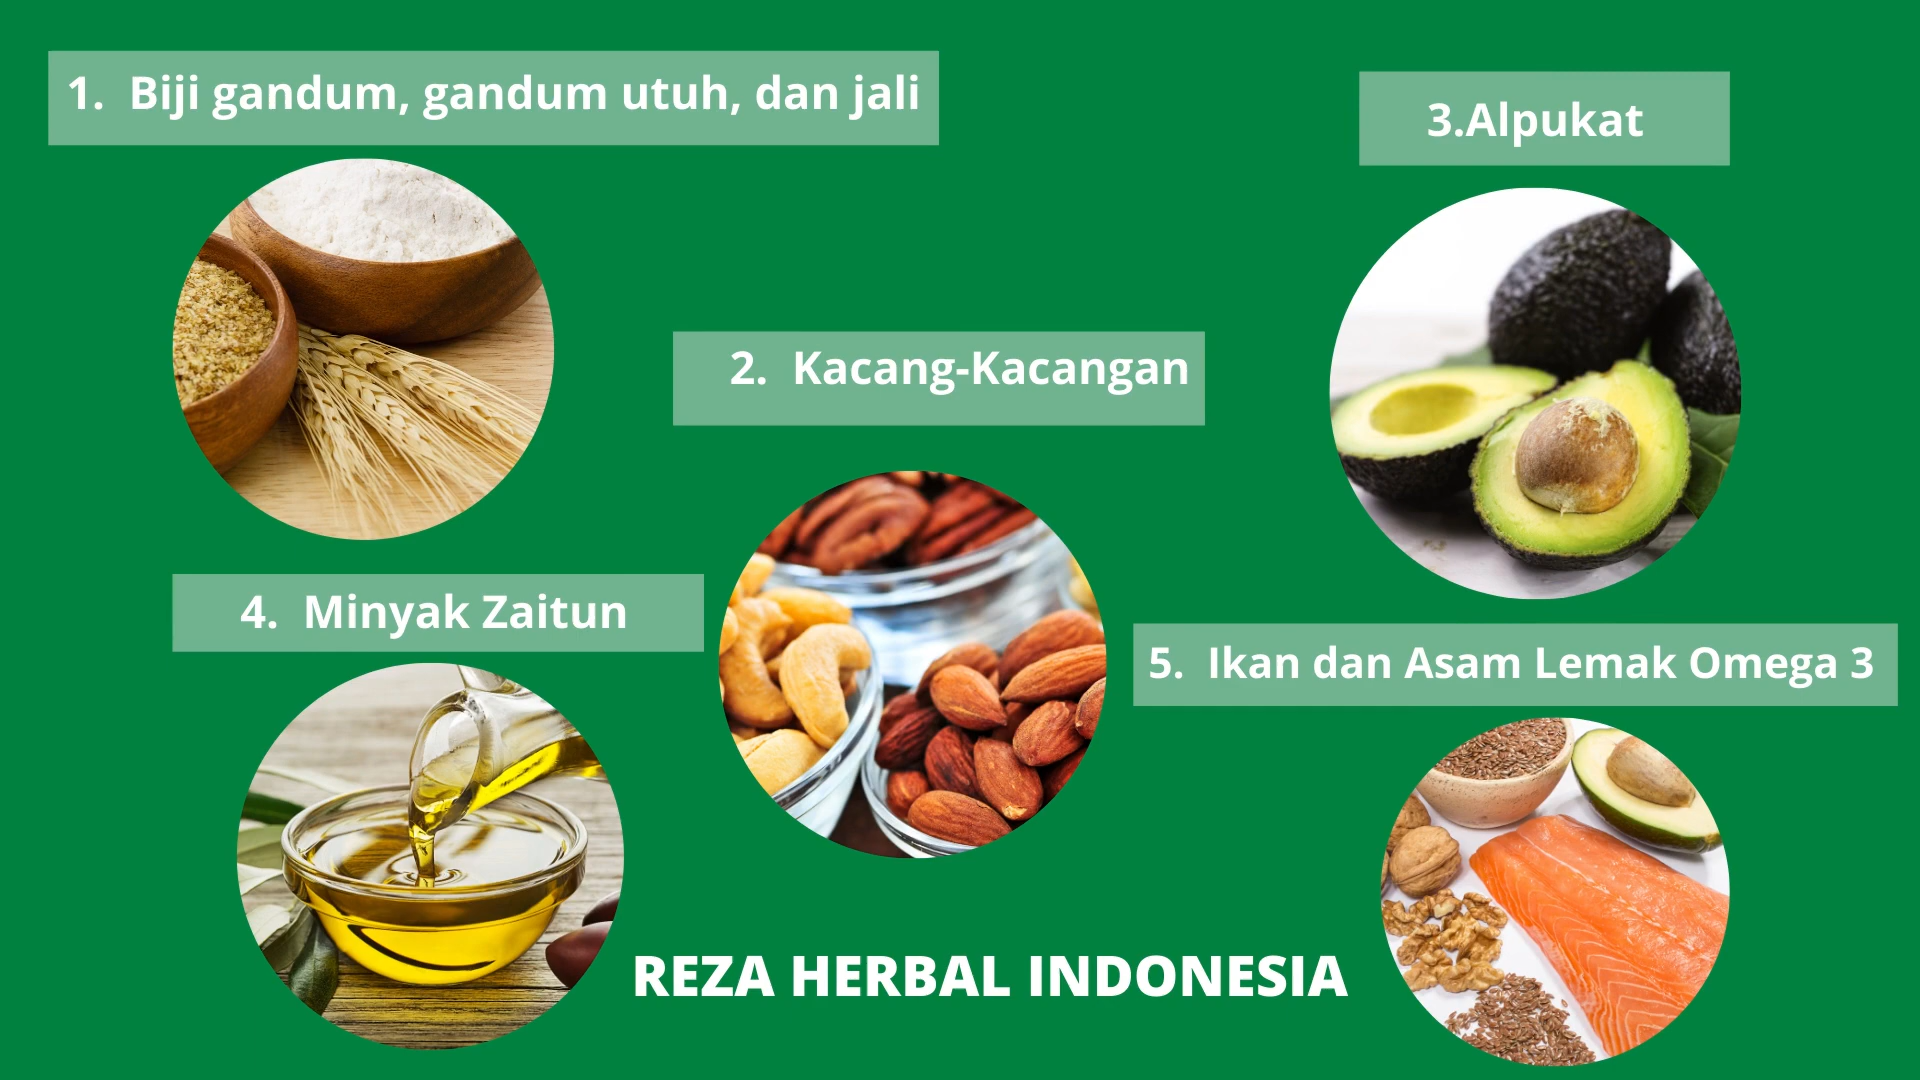 1. Biji gandum, gandum utuh, dan jali
2. Kacang-Kacangan
3.Alpukat
4. Minyak Zaitun
5. Ikan dan Asam Lemak Omega 3
REZA HERBAL INDONESIA